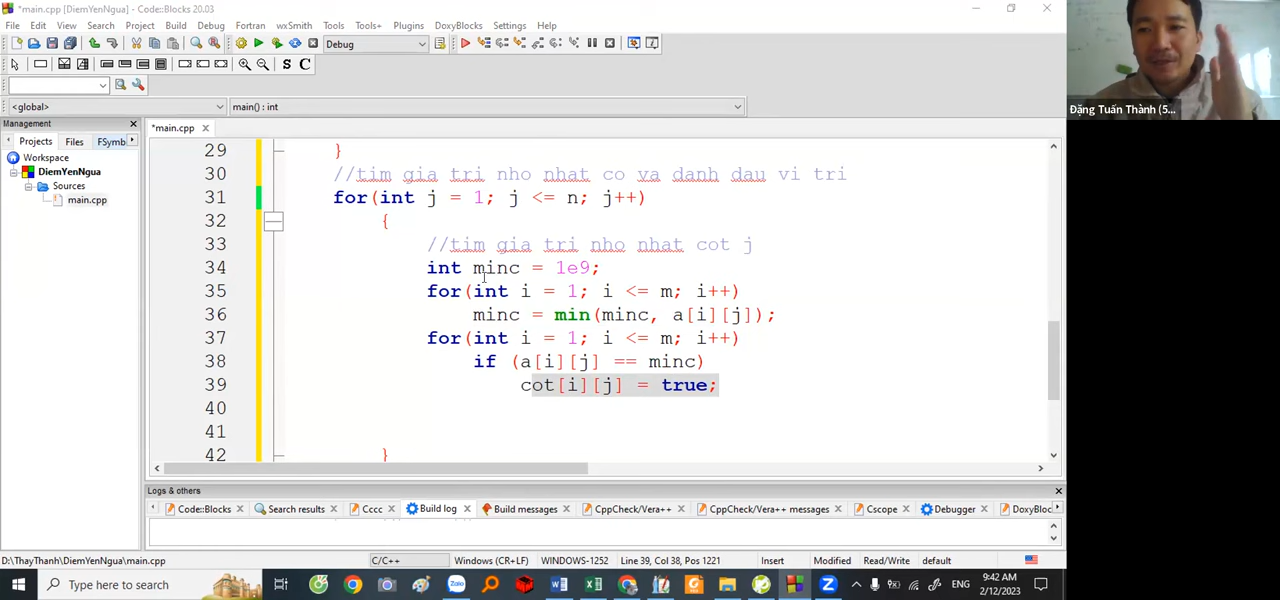 *main.cpp [DiemYenNgua] - Code::Blocks 20.03
File Edit View Search Project Build Debug Fortran wxSmith Tools Tools+ Plugins DoxyBlocks Settings Help
Debug
S C
<global> main() : int
Management
Projects Files FSymb
Workspace
DiemYenNgua
Sources
main.cpp
*main.cpp
29 }
30 //tim gia tri nho nhat co va danh dau vi tri
31 for(int j = 1; j <= n; j++)
32 {
33 //tim gia tri nho nhat cot j
34 int minc = 1e9;
35 for(int i = 1; i <= m; i++)
36 minc = min(minc, a[i][j]);
37 for(int i = 1; i <= m; i++)
38 if (a[i][j] == minc)
39 cot[i][j] = true;
40
41
42 }
Logs & others
Code::Blocks Search results Cccc Build log Build messages CppCheck/Vera++ CppCheck/Vera++ messages Cscope Debugger DoxyBloc
D:\ThayThanh\DiemYenNgua\main.cpp C/C++ Windows (CR+LF) WINDOWS-1252 Line 39, Col 38, Pos 1221 Insert Modified Read/Write default
Type here to search
Zalo
ENG
9:42 AM
2/12/2023
Đặng Tuấn Thành (5...